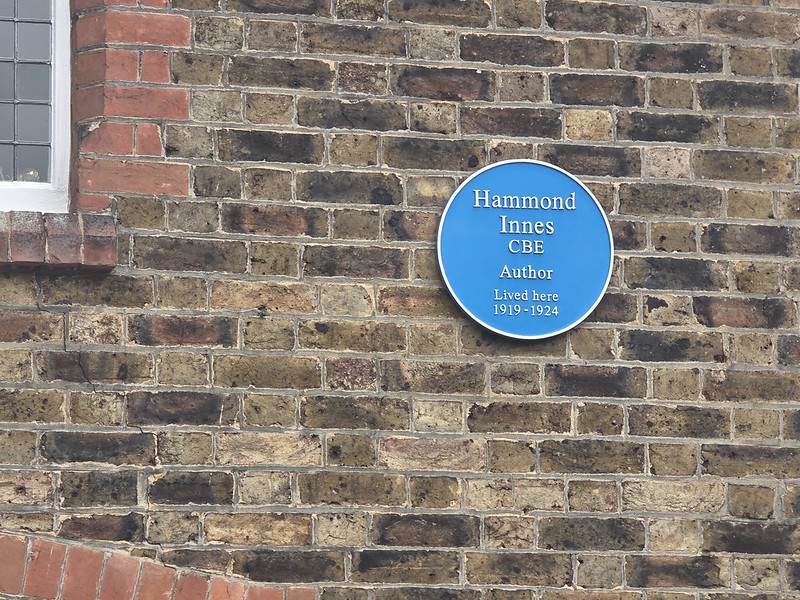 Hammond
Innes
CBE
Author
Lived here
1919-1924